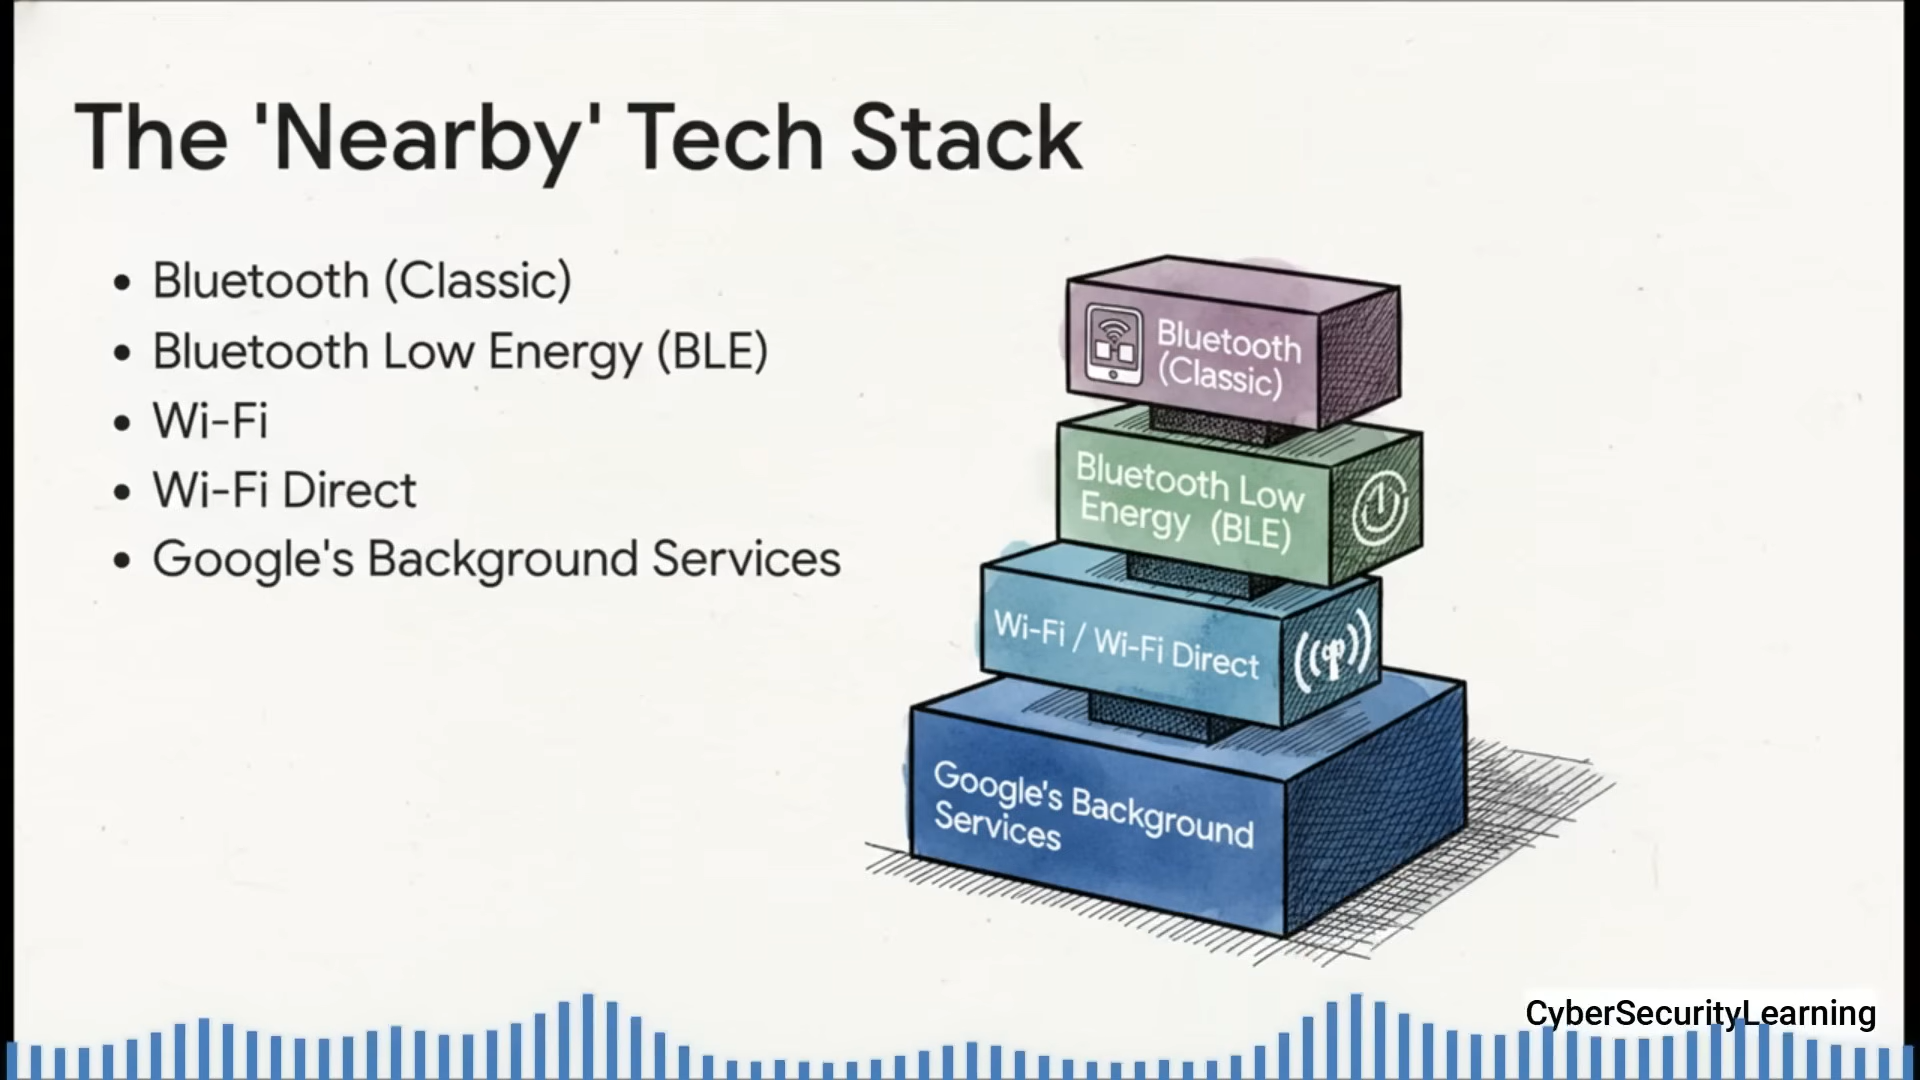 The 'Nearby' Tech Stack
• Bluetooth (Classic)
• Bluetooth Low Energy (BLE)
• Wi-Fi
• Wi-Fi Direct
• Google's Background Services
Bluetooth
(Classic)
Bluetooth Low
Energy (BLE)
Wi-Fi / Wi-Fi Direct
Google's Background
Services
CyberSecurityLearning